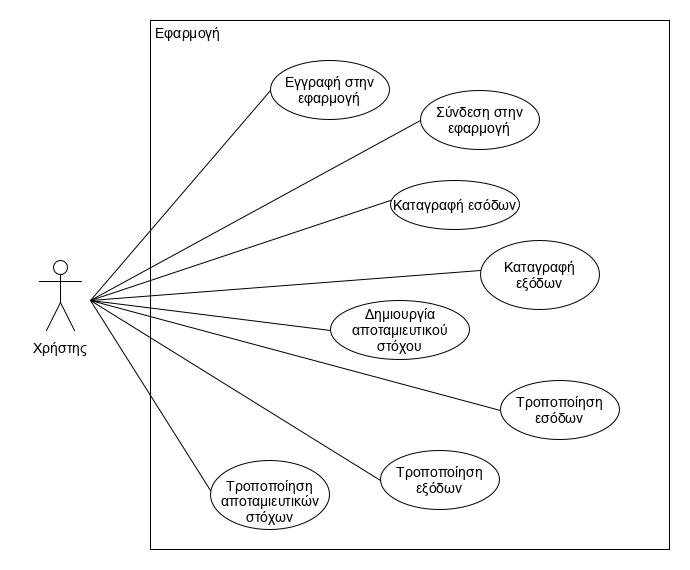 Εφαρμογή
Εγγραφή στην
εφαρμογή
Σύνδεση στην
εφαρμογή
Καταγραφή εσόδων
Καταγραφή
εξόδων
Δημιουργία
αποταμιευτικού
στόχου
Χρήστης
Τροποποίηση
εσόδων
Τροποποίηση
εξόδων
Τροποποίηση
αποταμιευτικών
στόχων